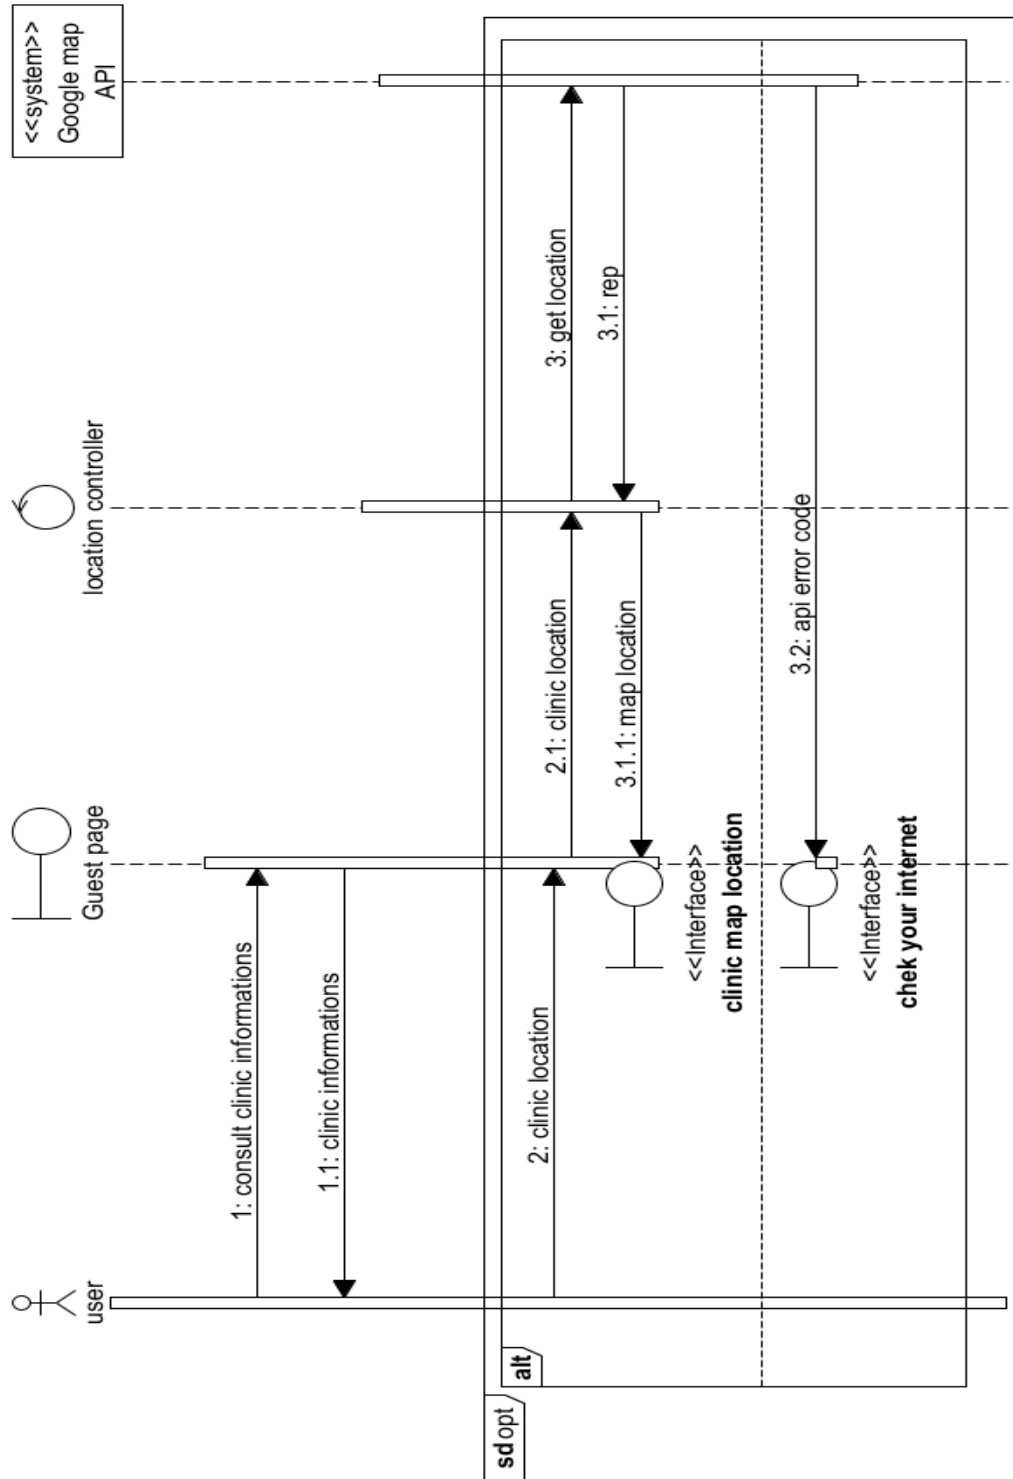 user
Guest page
location controller
<<system>>
Google map
API
1: consult clinic informations
1.1: clinic informations
sd opt
alt
2: clinic location
2.1: clinic location
3: get location
3.1: rep
3.1.1: map location
<<Interface>>
clinic map location
3.2: api error code
<<Interface>>
chek your internet